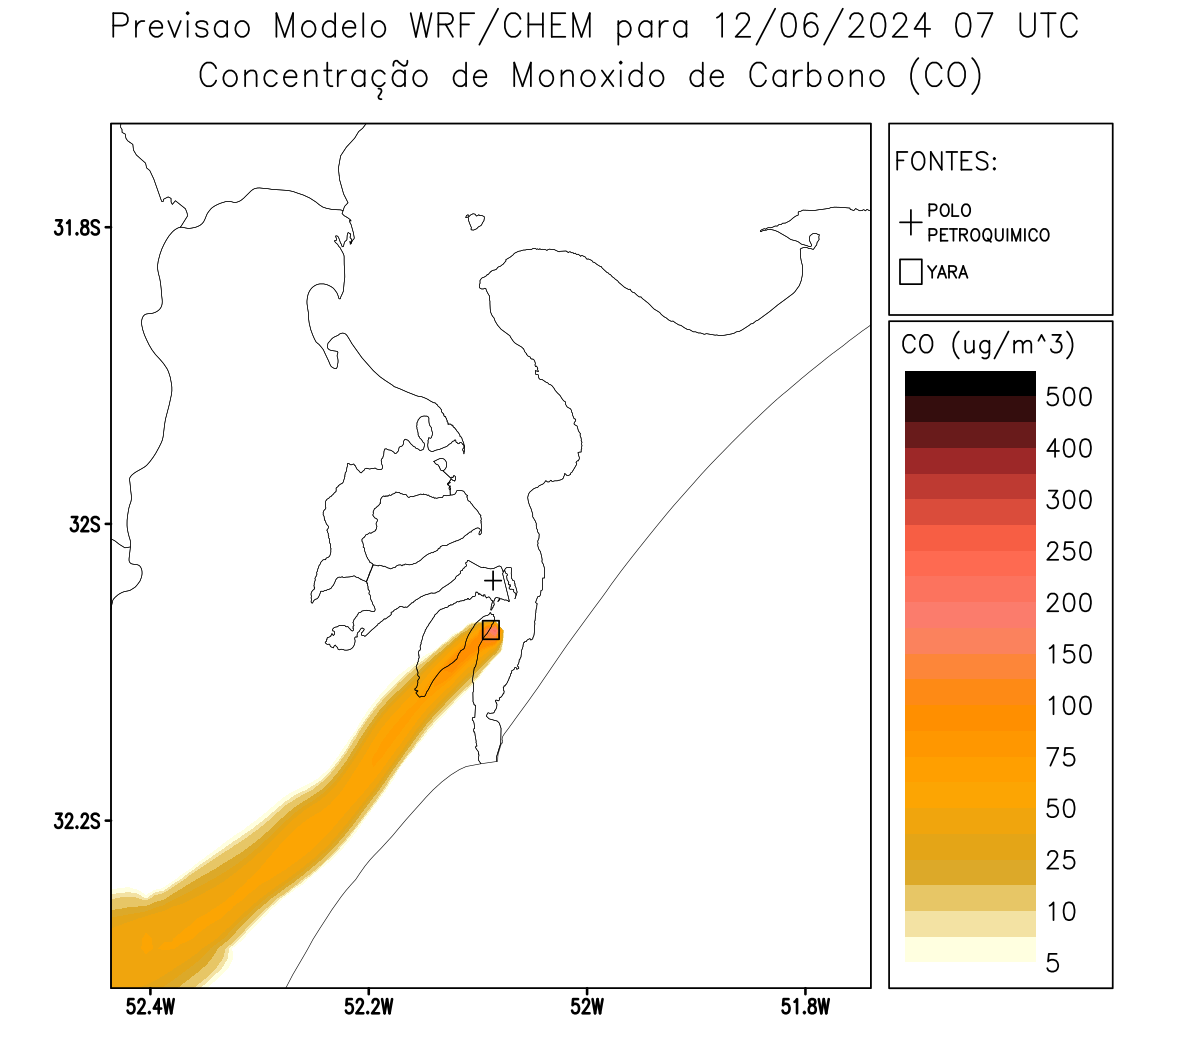 Previsao Modelo WRF/CHEM para 12/06/2024 07 UTC
Concentração de Monoxido de Carbono (CO)
FONTES:
POLO
PETROQUIMICO
YARA
CO (ug/m^3)
500
400
300
250
200
150
100
75
50
25
10
5
31.8S
32S
32.2S
52.4W
52.2W
52W
51.8W